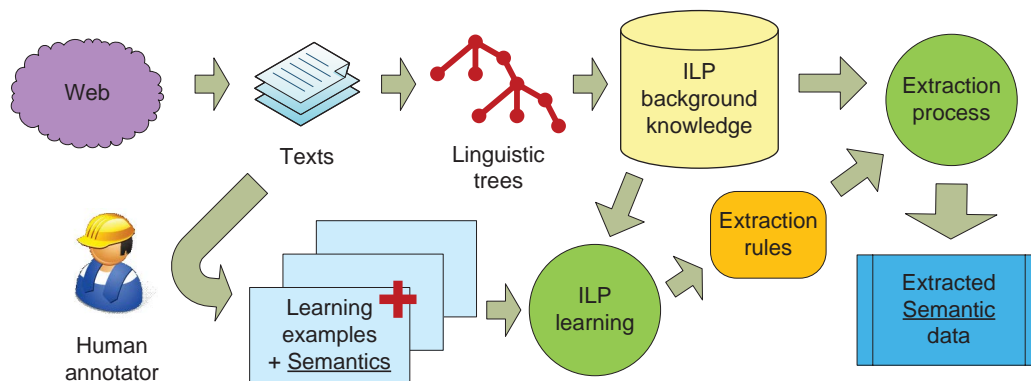 Web
Texts
Linguistic
trees
ILP
background
knowledge
Extraction
process
Human
annotator
Learning
examples
+ Semantics
ILP
learning
Extraction
rules
Extracted
Semantic
data